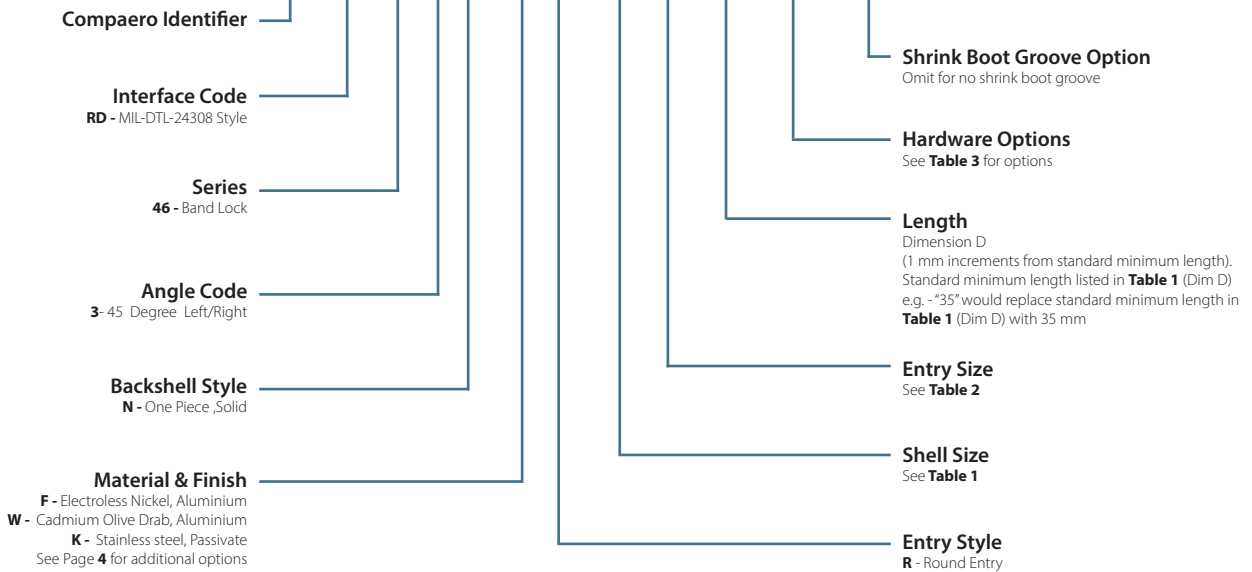 Compaero Identifier
Interface Code
RD - MIL-DTL-24308 Style
Series
46 - Band Lock
Angle Code
3- 45 Degree Left/Right
Backshell Style
N - One Piece ,Solid
Material & Finish
F - Electroless Nickel, Aluminium
W - Cadmium Olive Drab, Aluminium
K - Stainless steel, Passivate
See Page 4 for additional options
Shrink Boot Groove Option
Omit for no shrink boot groove
Hardware Options
See Table 3 for options
Length
Dimension D
(1 mm increments from standard minimum length).
Standard minimum length listed in Table 1 (Dim D)
e.g. - “35” would replace standard minimum length in
Table 1 (Dim D) with 35 mm
Entry Size
See Table 2
Shell Size
See Table 1
Entry Style
R - Round Entry